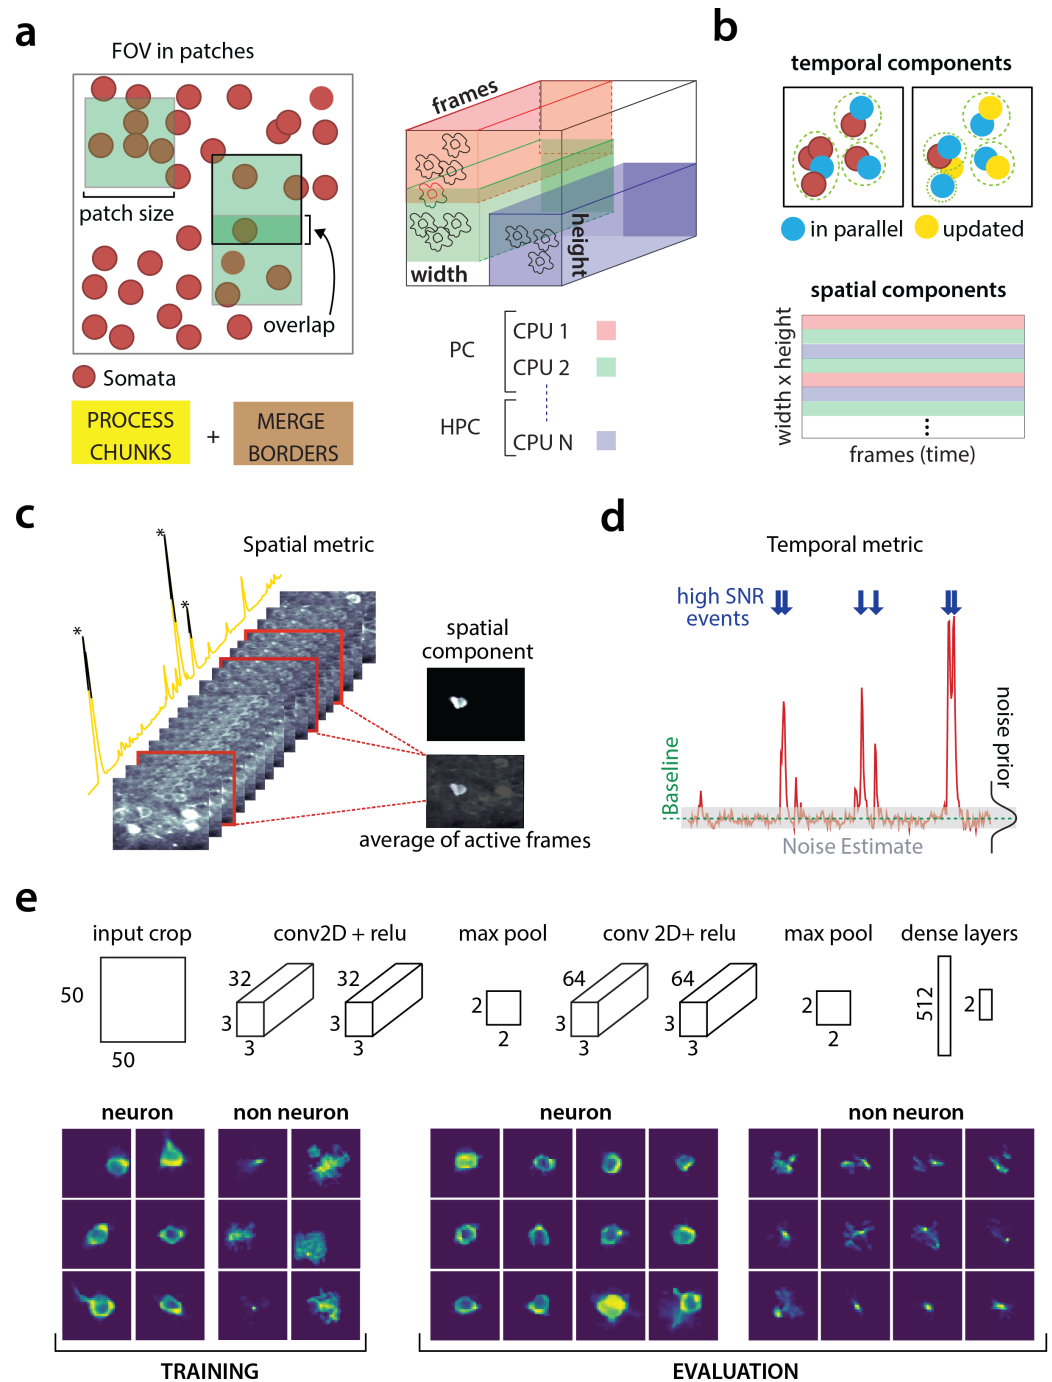 a
FOV in patches
patch size
overlap
Somata
PROCESS
CHUNKS
+
MERGE
BORDERS
frames
width
height
PC
CPU 1
CPU 2
HPC
CPU N
b
temporal components
in parallel
updated
spatial components
width x height
frames (time)
c
Spatial metric
*
*
*
spatial
component
average of active frames
d
Temporal metric
high SNR
events
Baseline
noise prior
Noise Estimate
e
input crop
conv2D + relu
max pool
conv 2D+ relu
max pool
dense layers
50
50
32
3
3
32
3
3
2
2
64
3
3
64
3
3
2
2
512
2
neuron
non neuron
neuron
non neuron
TRAINING
EVALUATION